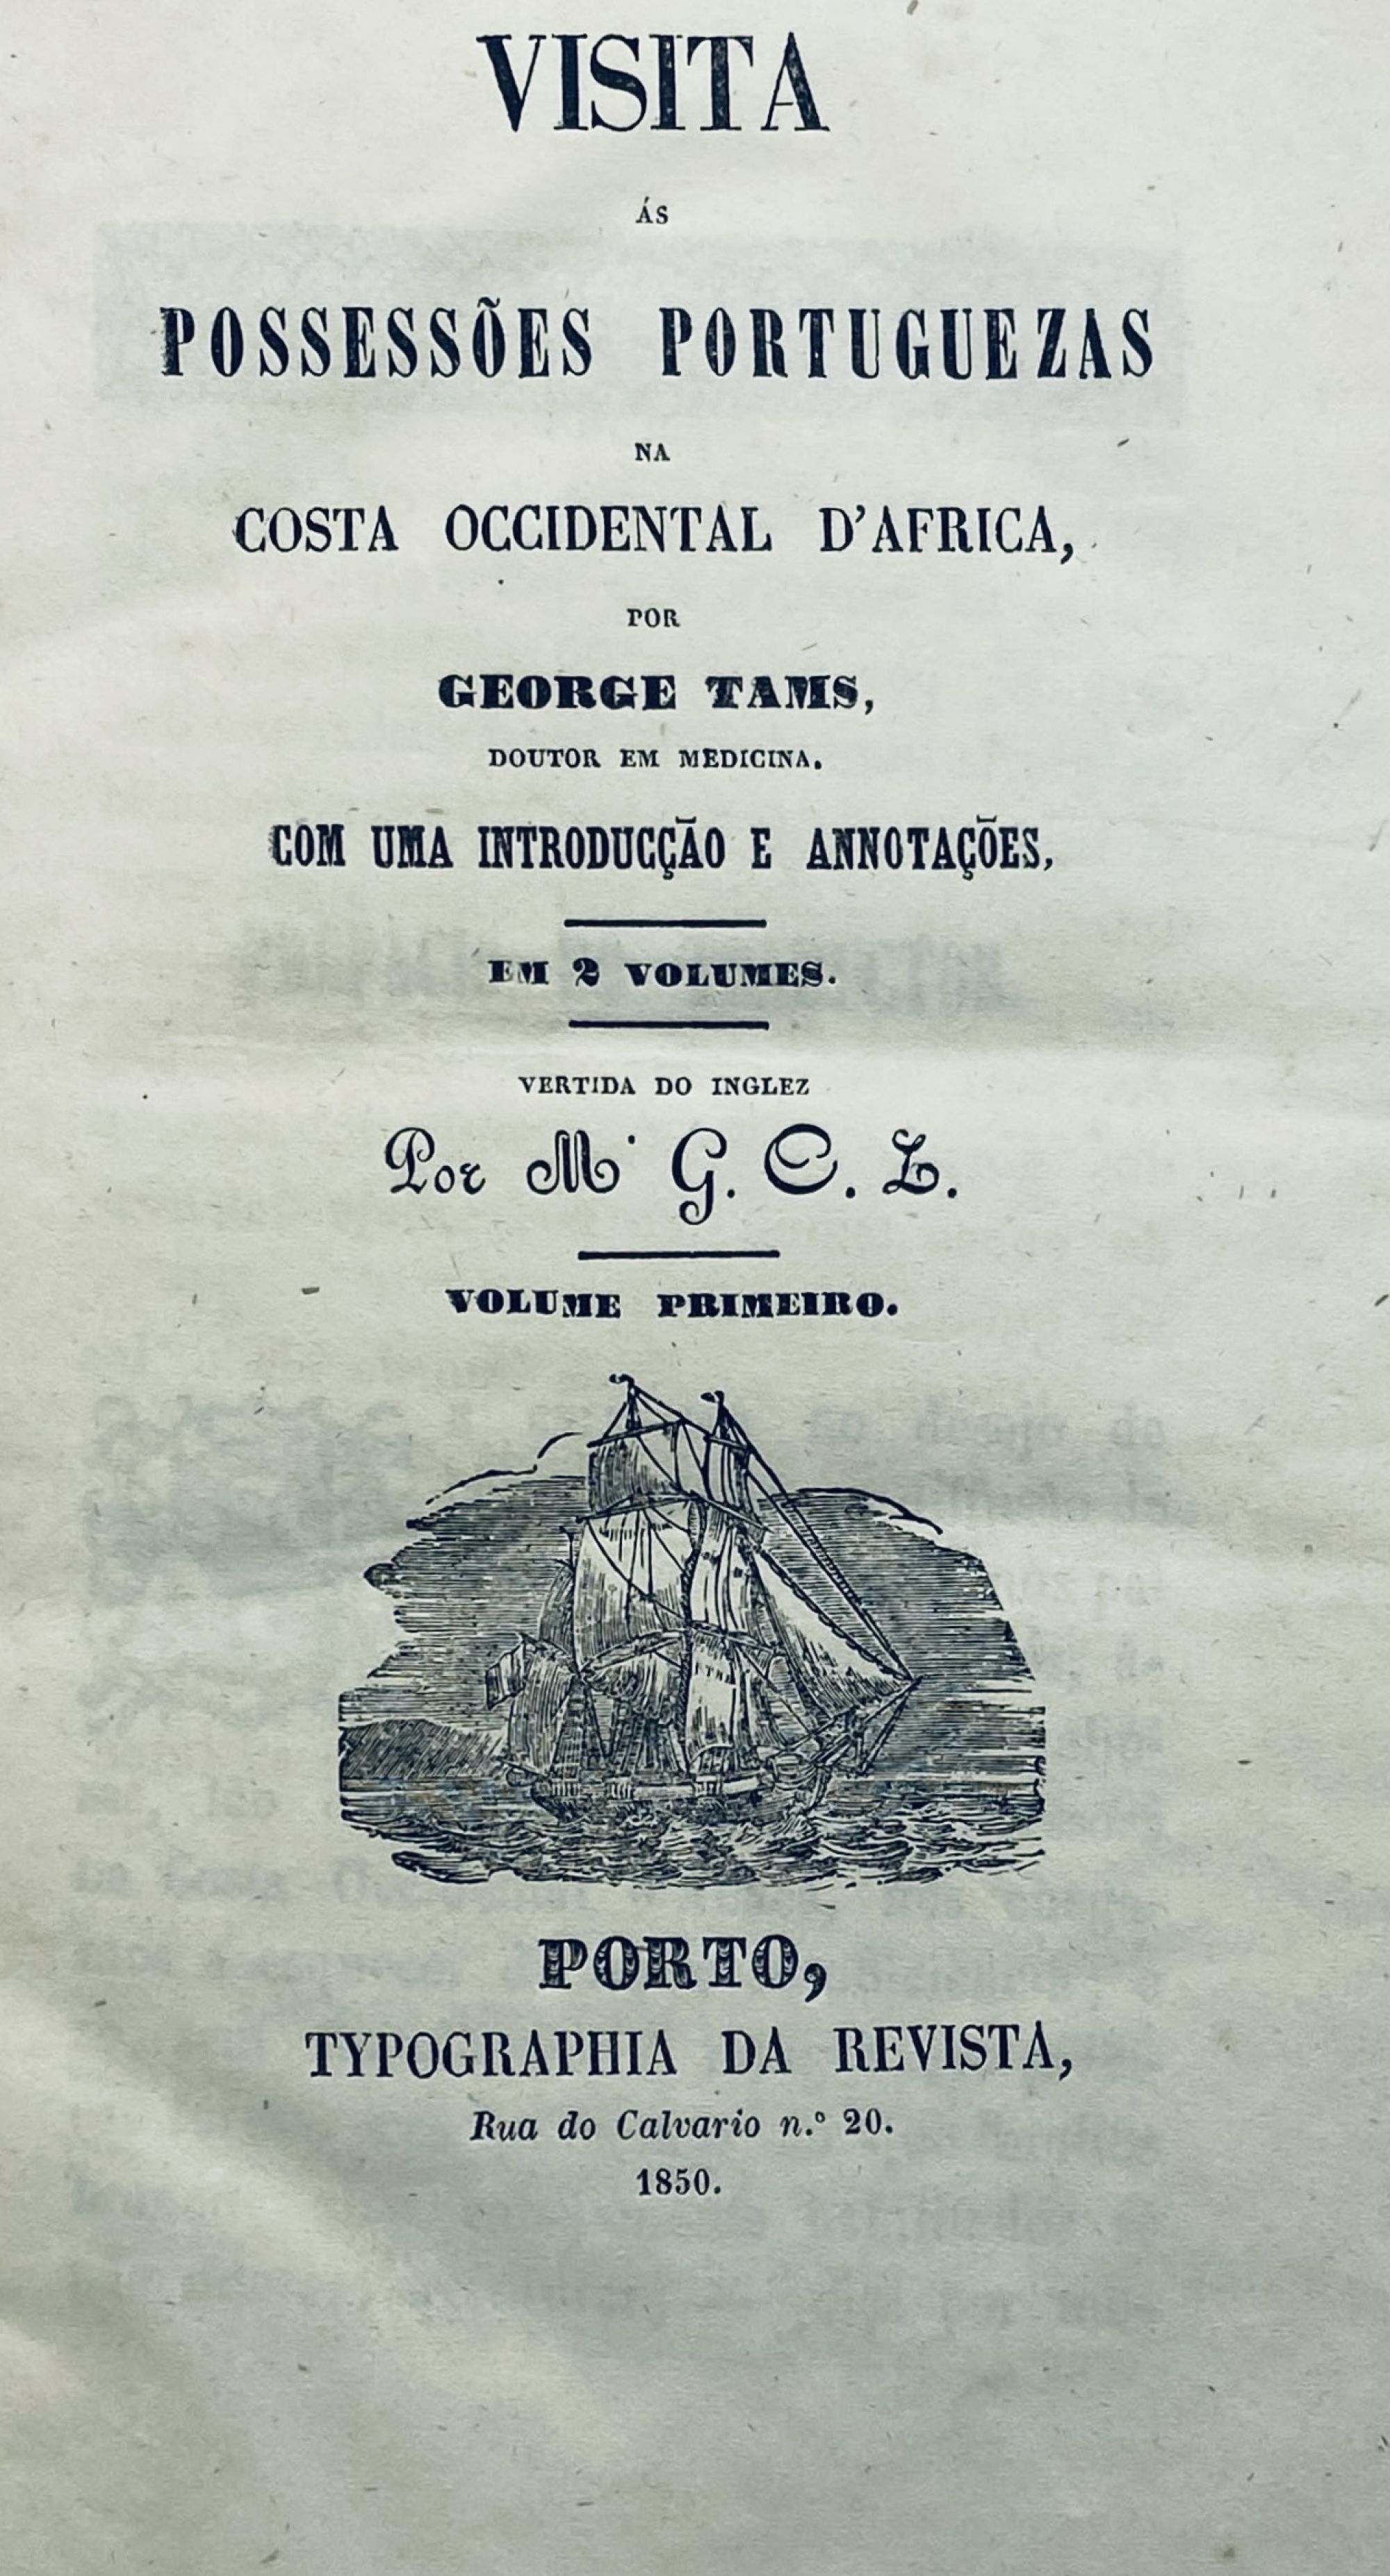 VISITA
ÁS
POSSESSÕES PORTUGUEZAS
NA
COSTA OCCIDENTAL D'AFRICA,
POR
GEORGE TAMS,
DOUTOR EM MEDICINA.
COM UMA INTRODUCÇÃO E ANNOTAÇÕES,
EM 2 VOLUMES.
VERTIDA DO INGLEZ
Por M. G. C. L.
VOLUME PRIMEIRO.
PORTO,
TYPOGRAPHIA DA REVISTA,
Rua do Calvario n.º 20.
1850.